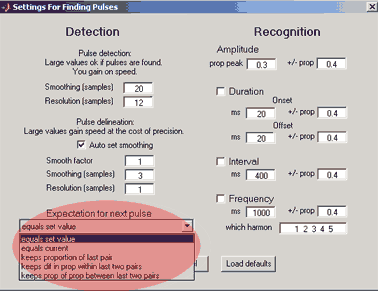 Settings For Finding Pulses
Detection
Pulse detection:
Large values ok if pulses are found.
You gain on speed.
Smoothing (samples) 20
Resolution (samples) 12
Pulse delineation:
Large values gain speed at the cost of precision.
Auto set smoothing
Smooth factor 1
Smoothing (samples) 3
Resolution (samples) 1
Expectation for next pulse
equals set value
equals set value
equals current
keeps proportion of last pair
keeps dif in prop within last two pairs
keeps prop of prop between last two pairs
Recognition
Amplitude
prop peak 0.3 +/- prop 0.4
Duration
Onset
ms 20 +/- prop 0.4
Offset
ms 20 +/- prop 0.4
Interval
ms 400 +/- prop 0.4
Frequency
ms 1000 +/- prop 0.4
which harmon 1 2 3 4 5
Load defaults